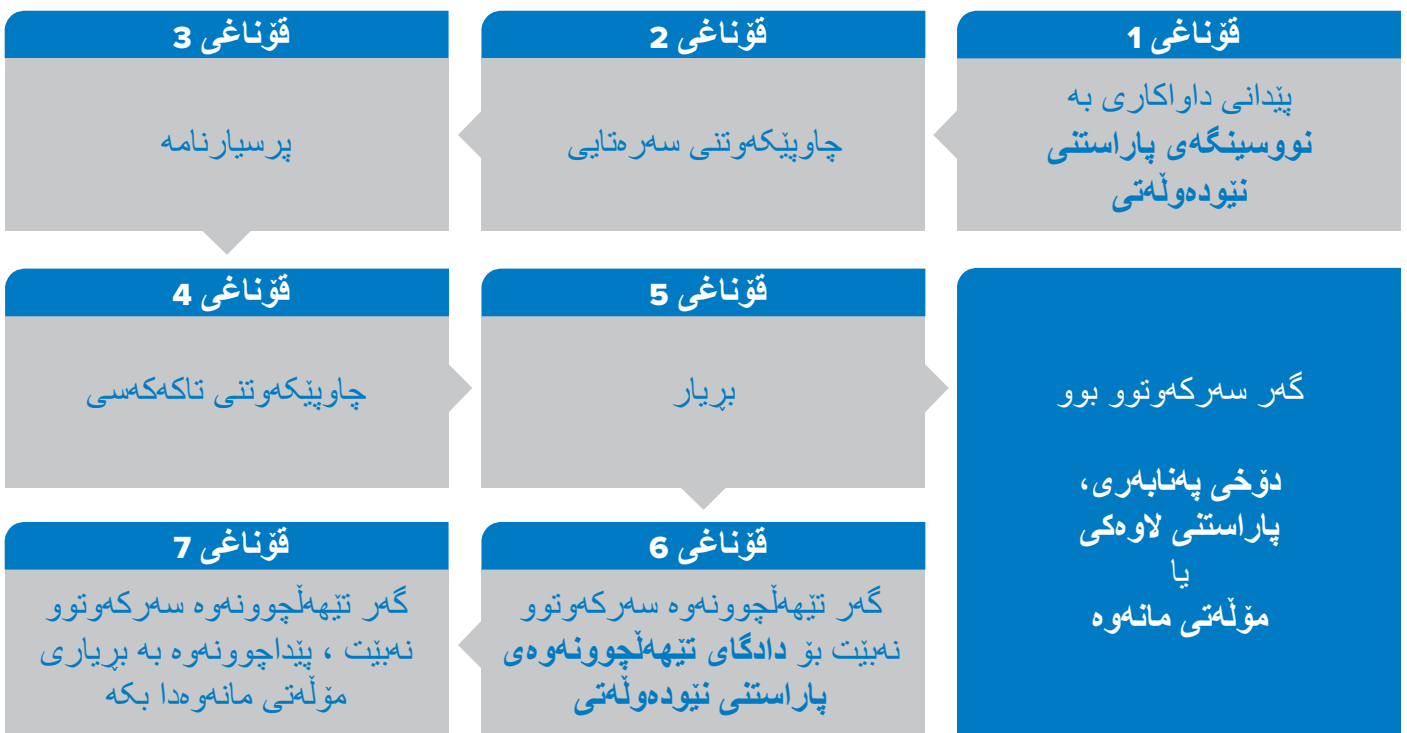 قۆناغی 1
پێدانی داواکاری بە
نووسینگەی پاراستنی
نێودەوڵەتی
قۆناغی 2
چاوپێکەوتنی سەرەتایی
قۆناغی 3
پرسیارنامە
قۆناغی 4
چاوپێکەوتنی تاکەکەسی
قۆناغی 5
بڕیار
گەر سەرکەوتوو بوو
دۆخی پەنابەری،
پاراستنی لاوەکی
یا
مۆڵەتی مانەوە
قۆناغی 6
گەر تێهەڵچوونەوە سەرکەوتوو
نەبێت بۆ دادگای تێهەڵچوونەوەی
پاراستنی نێودەوڵەتی
قۆناغی 7
گەر تێهەڵچوونەوە سەرکەوتوو
نەبێت ، پێداچوونەوە بە بڕیاری
مۆڵەتی مانەوەدا بکە